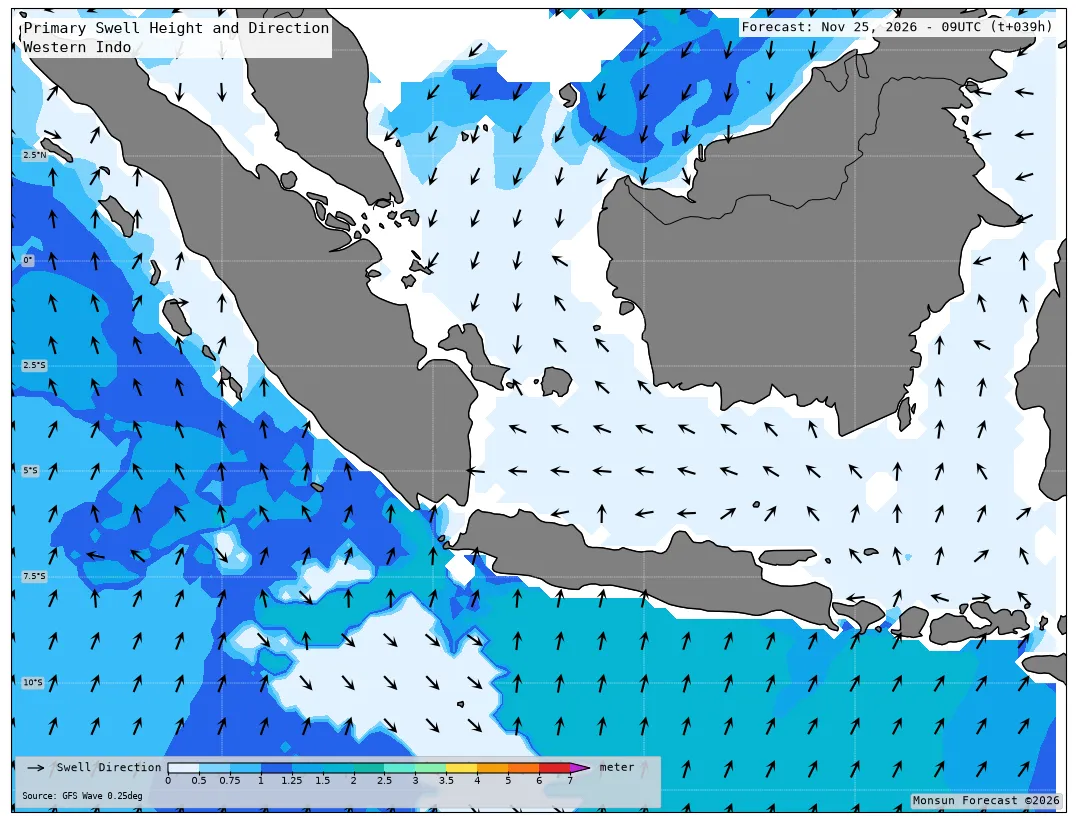 Primary Swell Height and Direction
Western Indo
Forecast: Nov 25, 2026 - 09UTC (t+039h)
2.5°N
0°
2.5°S
5°S
7.5°S
10°S
Swell Direction
0 0.5 0.75 1 1.25 1.5 2 2.5 3 3.5 4 5 6 7
meter
Source: GFS Wave 0.25deg
Monsun Forecast ©2026